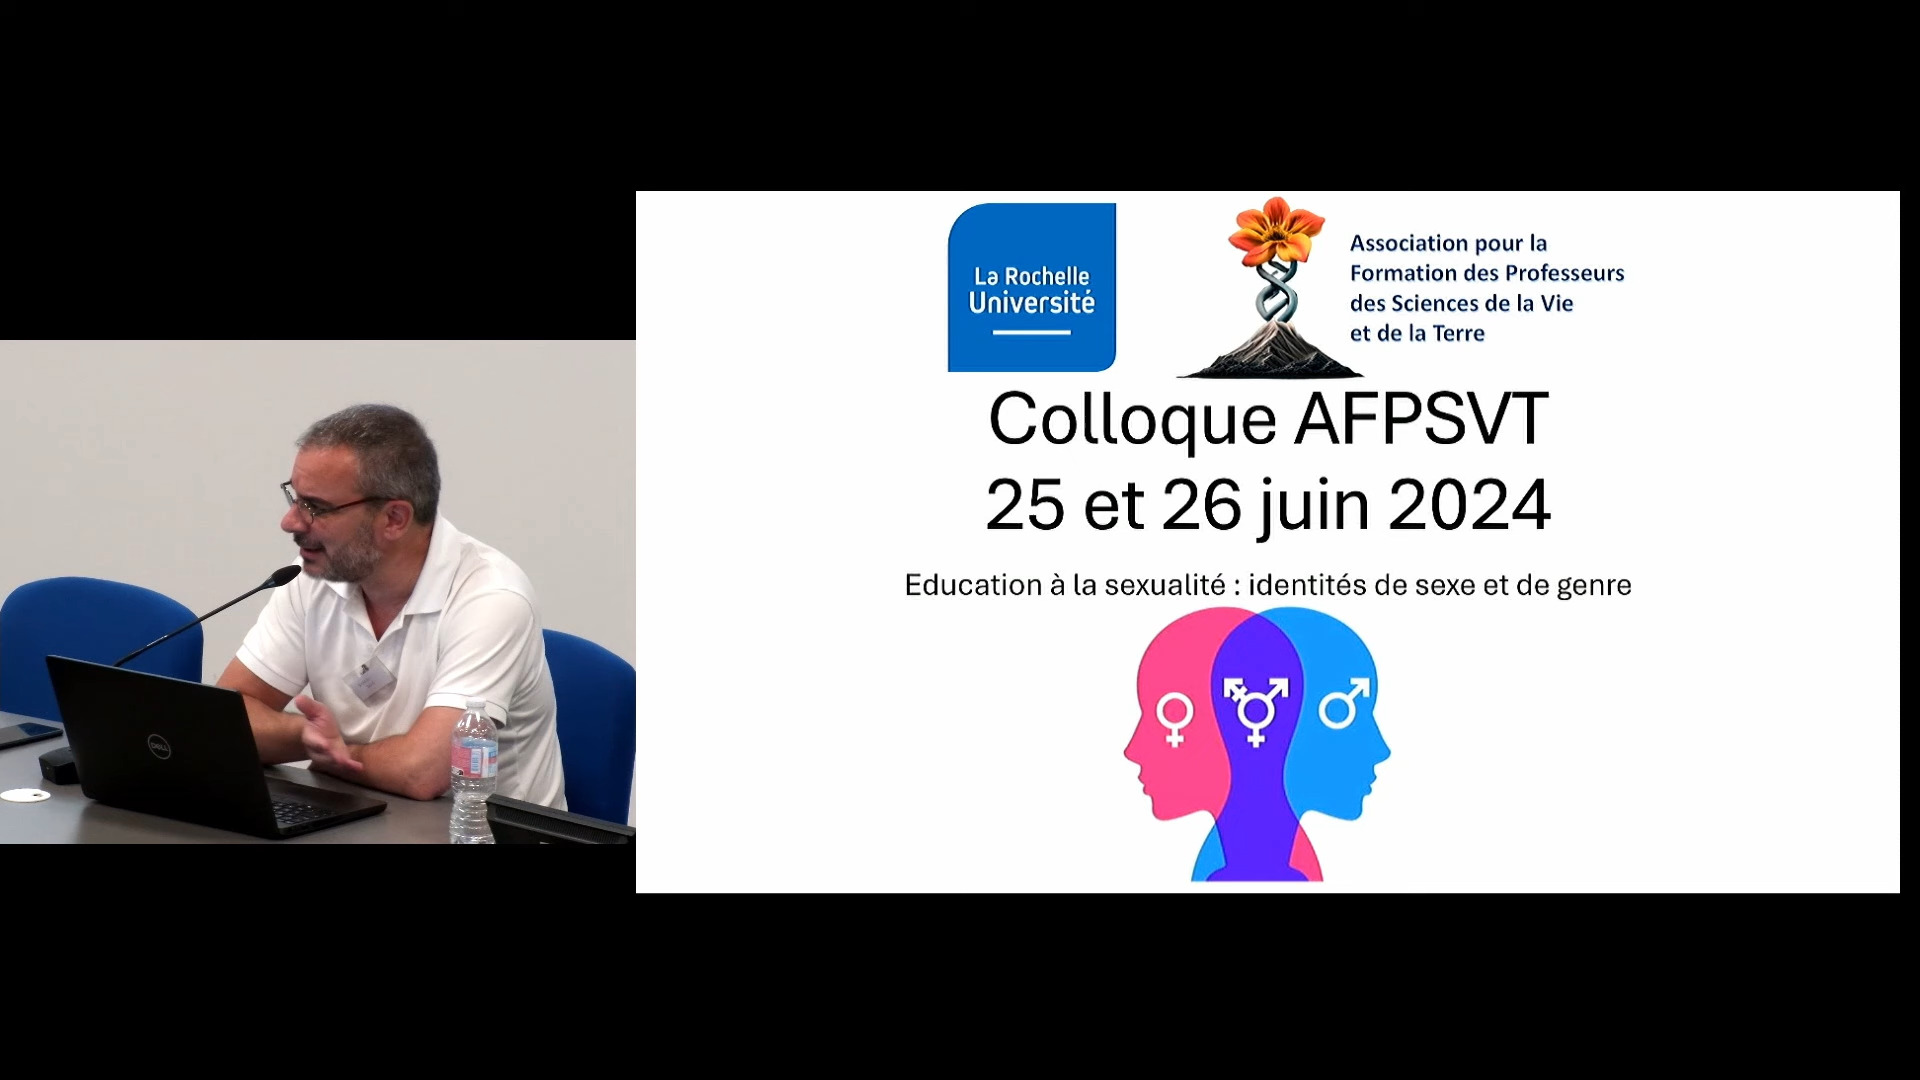 La Rochelle
Université
Association pour la
Formation des Professeurs
des Sciences de la Vie
et de la Terre
Colloque AFPSVT
25 et 26 juin 2024
Education à la sexualité : identités de sexe et de genre
DELL